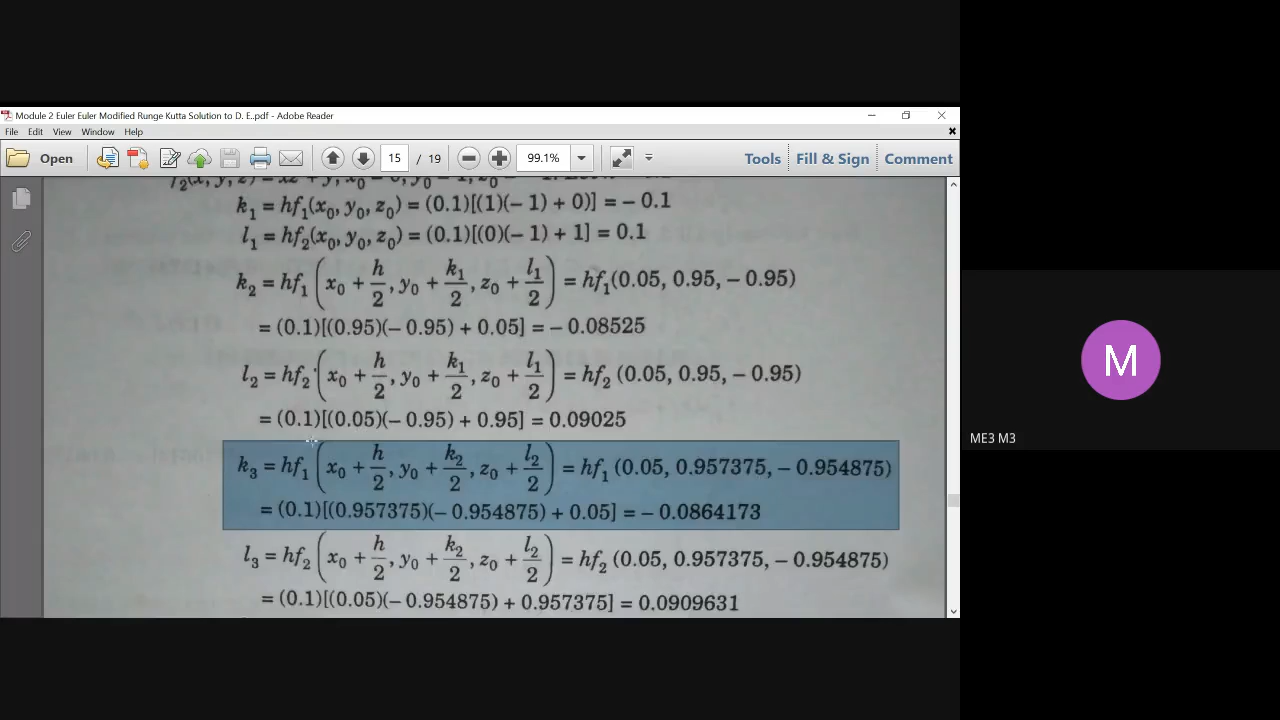 Module 2 Euler Euler Modified Runge Kutta Solution to D. E..pdf - Adobe Reader
File Edit View Window Help
Open 15 / 19 99.1% Tools Fill & Sign Comment
k₁ = hf₁(x₀, y₀, z₀) = (0.1)[(1)(– 1) + 0)] = – 0.1
l₁ = hf₂(x₀, y₀, z₀) = (0.1)[(0)(– 1) + 1] = 0.1
k₂ = hf₁ (x₀ + h/2, y₀ + k₁/2, z₀ + l₁/2) = hf₁(0.05, 0.95, – 0.95)
= (0.1)[(0.95)(– 0.95) + 0.05] = – 0.08525
l₂ = hf₂ (x₀ + h/2, y₀ + k₁/2, z₀ + l₁/2) = hf₂ (0.05, 0.95, – 0.95)
= (0.1)[(0.05)(– 0.95) + 0.95] = 0.09025
k₃ = hf₁ (x₀ + h/2, y₀ + k₂/2, z₀ + l₂/2) = hf₁ (0.05, 0.957375, – 0.954875)
= (0.1)[(0.957375)(– 0.954875) + 0.05] = – 0.0864173
l₃ = hf₂ (x₀ + h/2, y₀ + k₂/2, z₀ + l₂/2) = hf₂ (0.05, 0.957375, – 0.954875)
= (0.1)[(0.05)(– 0.954875) + 0.957375] = 0.0909631
M
ME3 M3